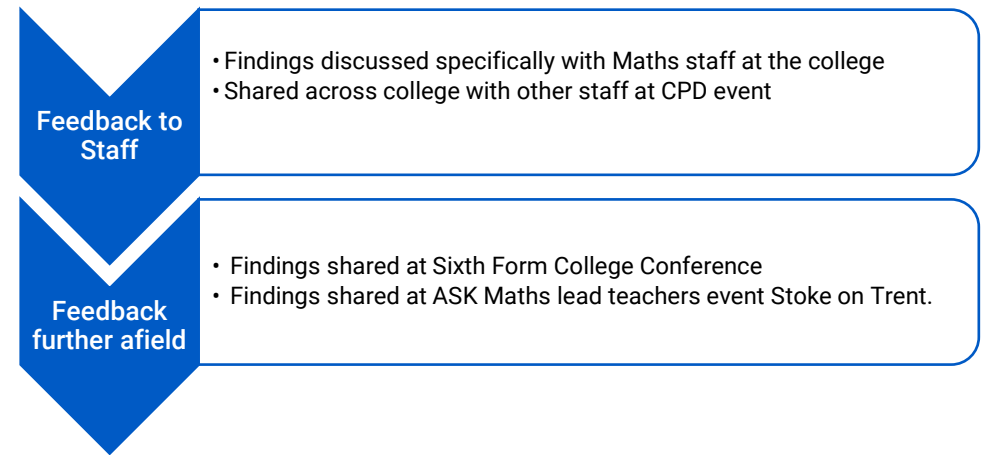 Feedback to
Staff
• Findings discussed specifically with Maths staff at the college
• Shared across college with other staff at CPD event
Feedback
further afield
• Findings shared at Sixth Form College Conference
• Findings shared at ASK Maths lead teachers event Stoke on Trent.